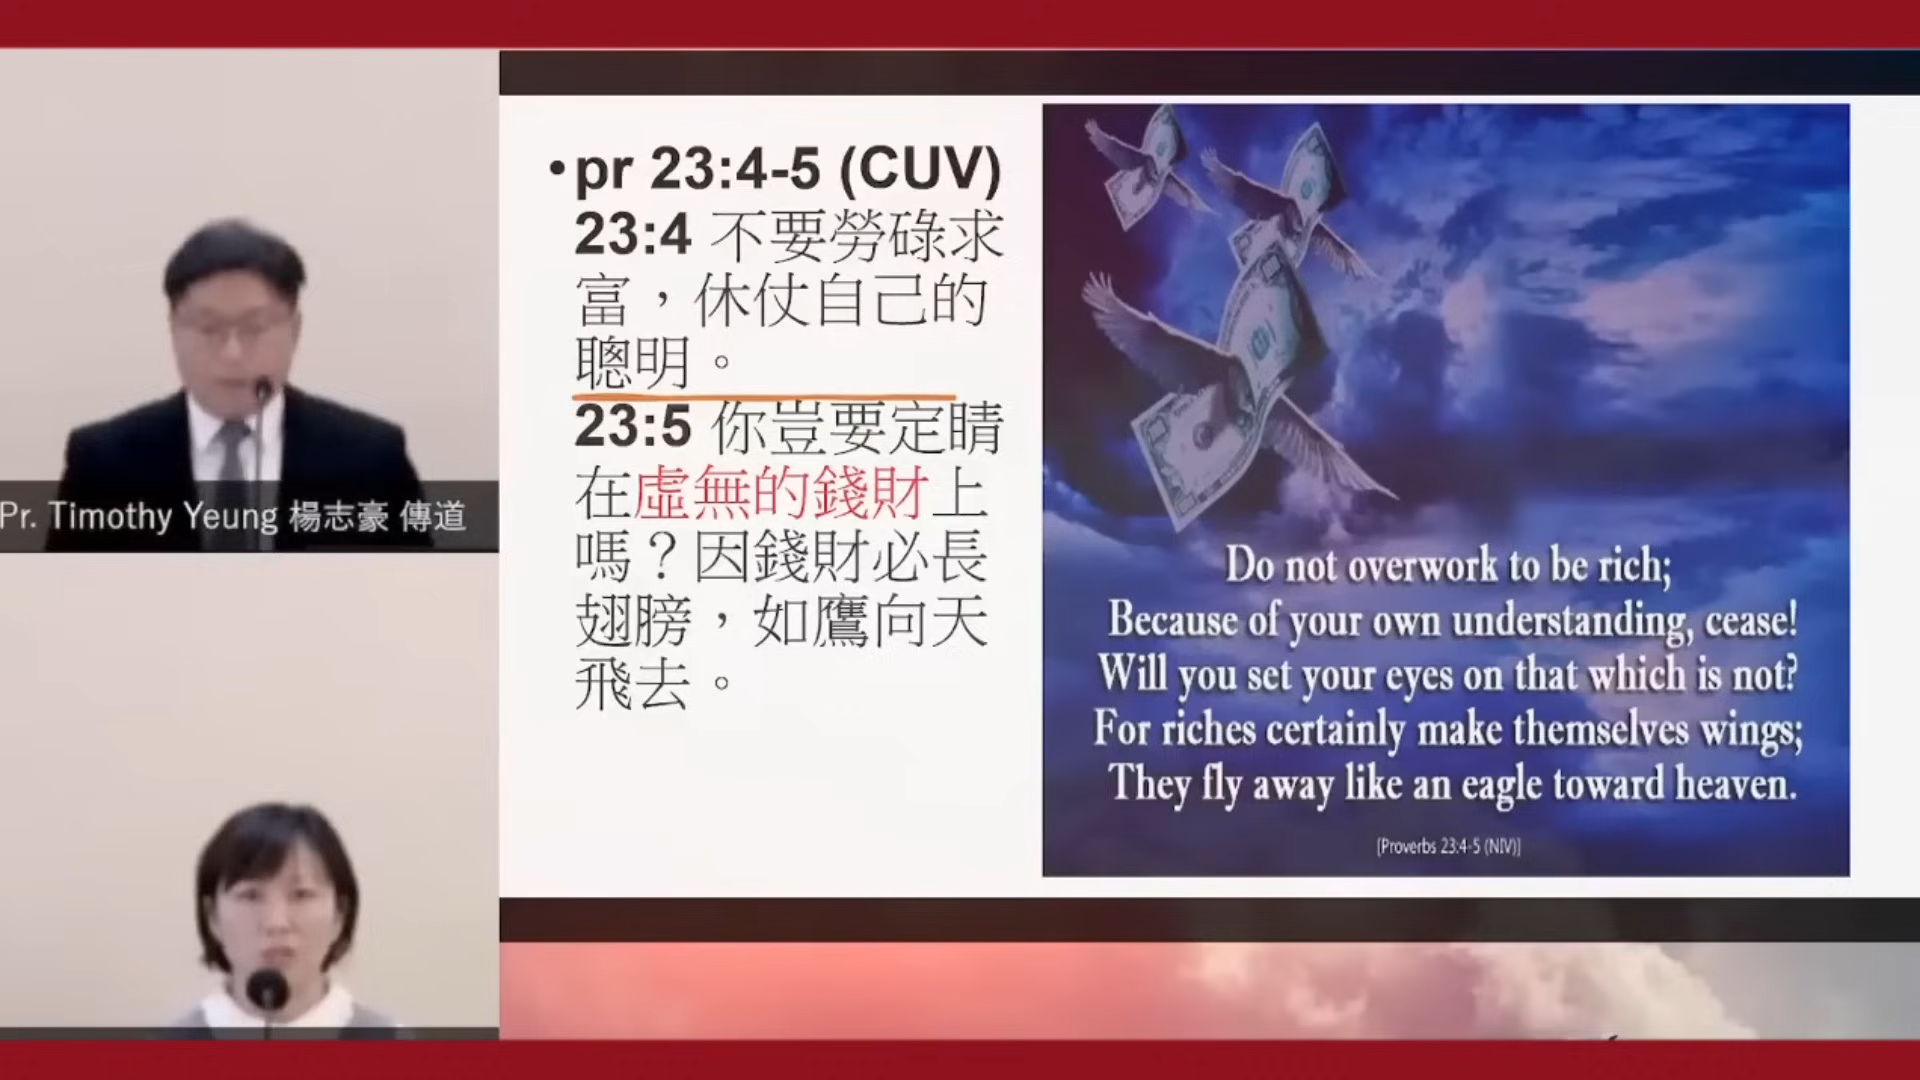 Pr. Timothy Yeung 楊志豪 傳道
•pr 23:4-5 (CUV)
23:4 不要勞碌求
富，休仗自己的
聰明。
23:5 你豈要定睛
在虛無的錢財上
嗎？因錢財必長
翅膀，如鷹向天
飛去。
Do not overwork to be rich;
Because of your own understanding, cease!
Will you set your eyes on that which is not?
For riches certainly make themselves wings;
They fly away like an eagle toward heaven.
[Proverbs 23:4-5 (NIV)]